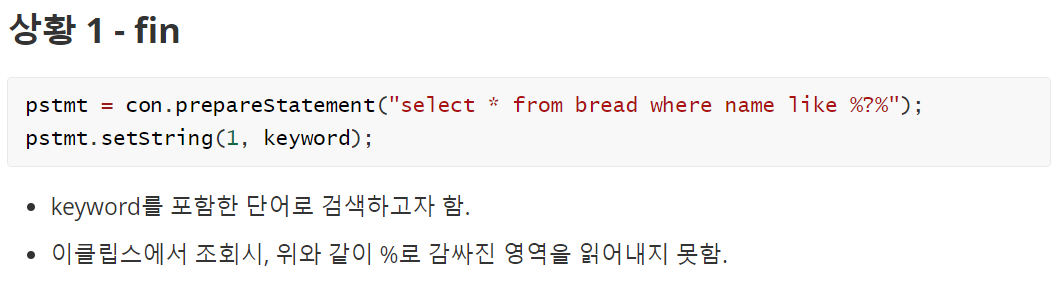 상황 1 - fin
pstmt = con.prepareStatement("select * from bread where name like %?%");
pstmt.setString(1, keyword);
• keyword를 포함한 단어로 검색하고자 함.
• 이클립스에서 조회시, 위와 같이 %로 감싸진 영역을 읽어내지 못함.